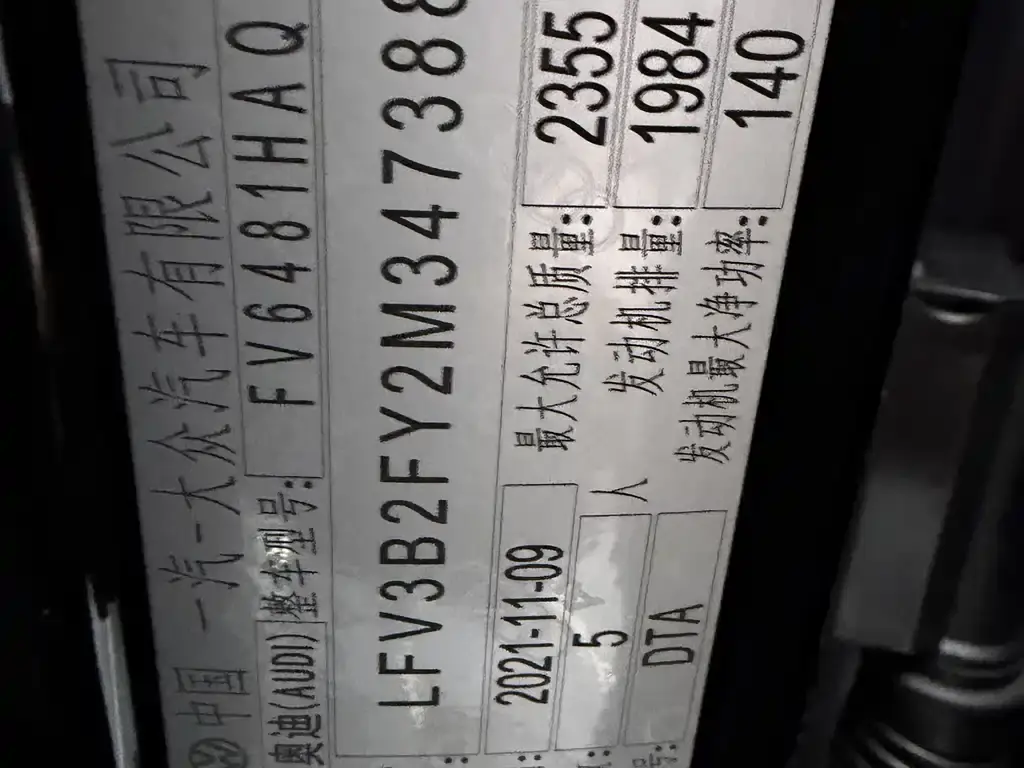 中国 一汽-大众汽车有限公司
奥迪(AUDI) 整车型号: FV6481HAQ
: LFV3B2FY2M347388
: 2021-11-09 最大允许总质量: 2355
: 5 人 发动机排量: 1984
号: DTA 发动机最大净功率: 140